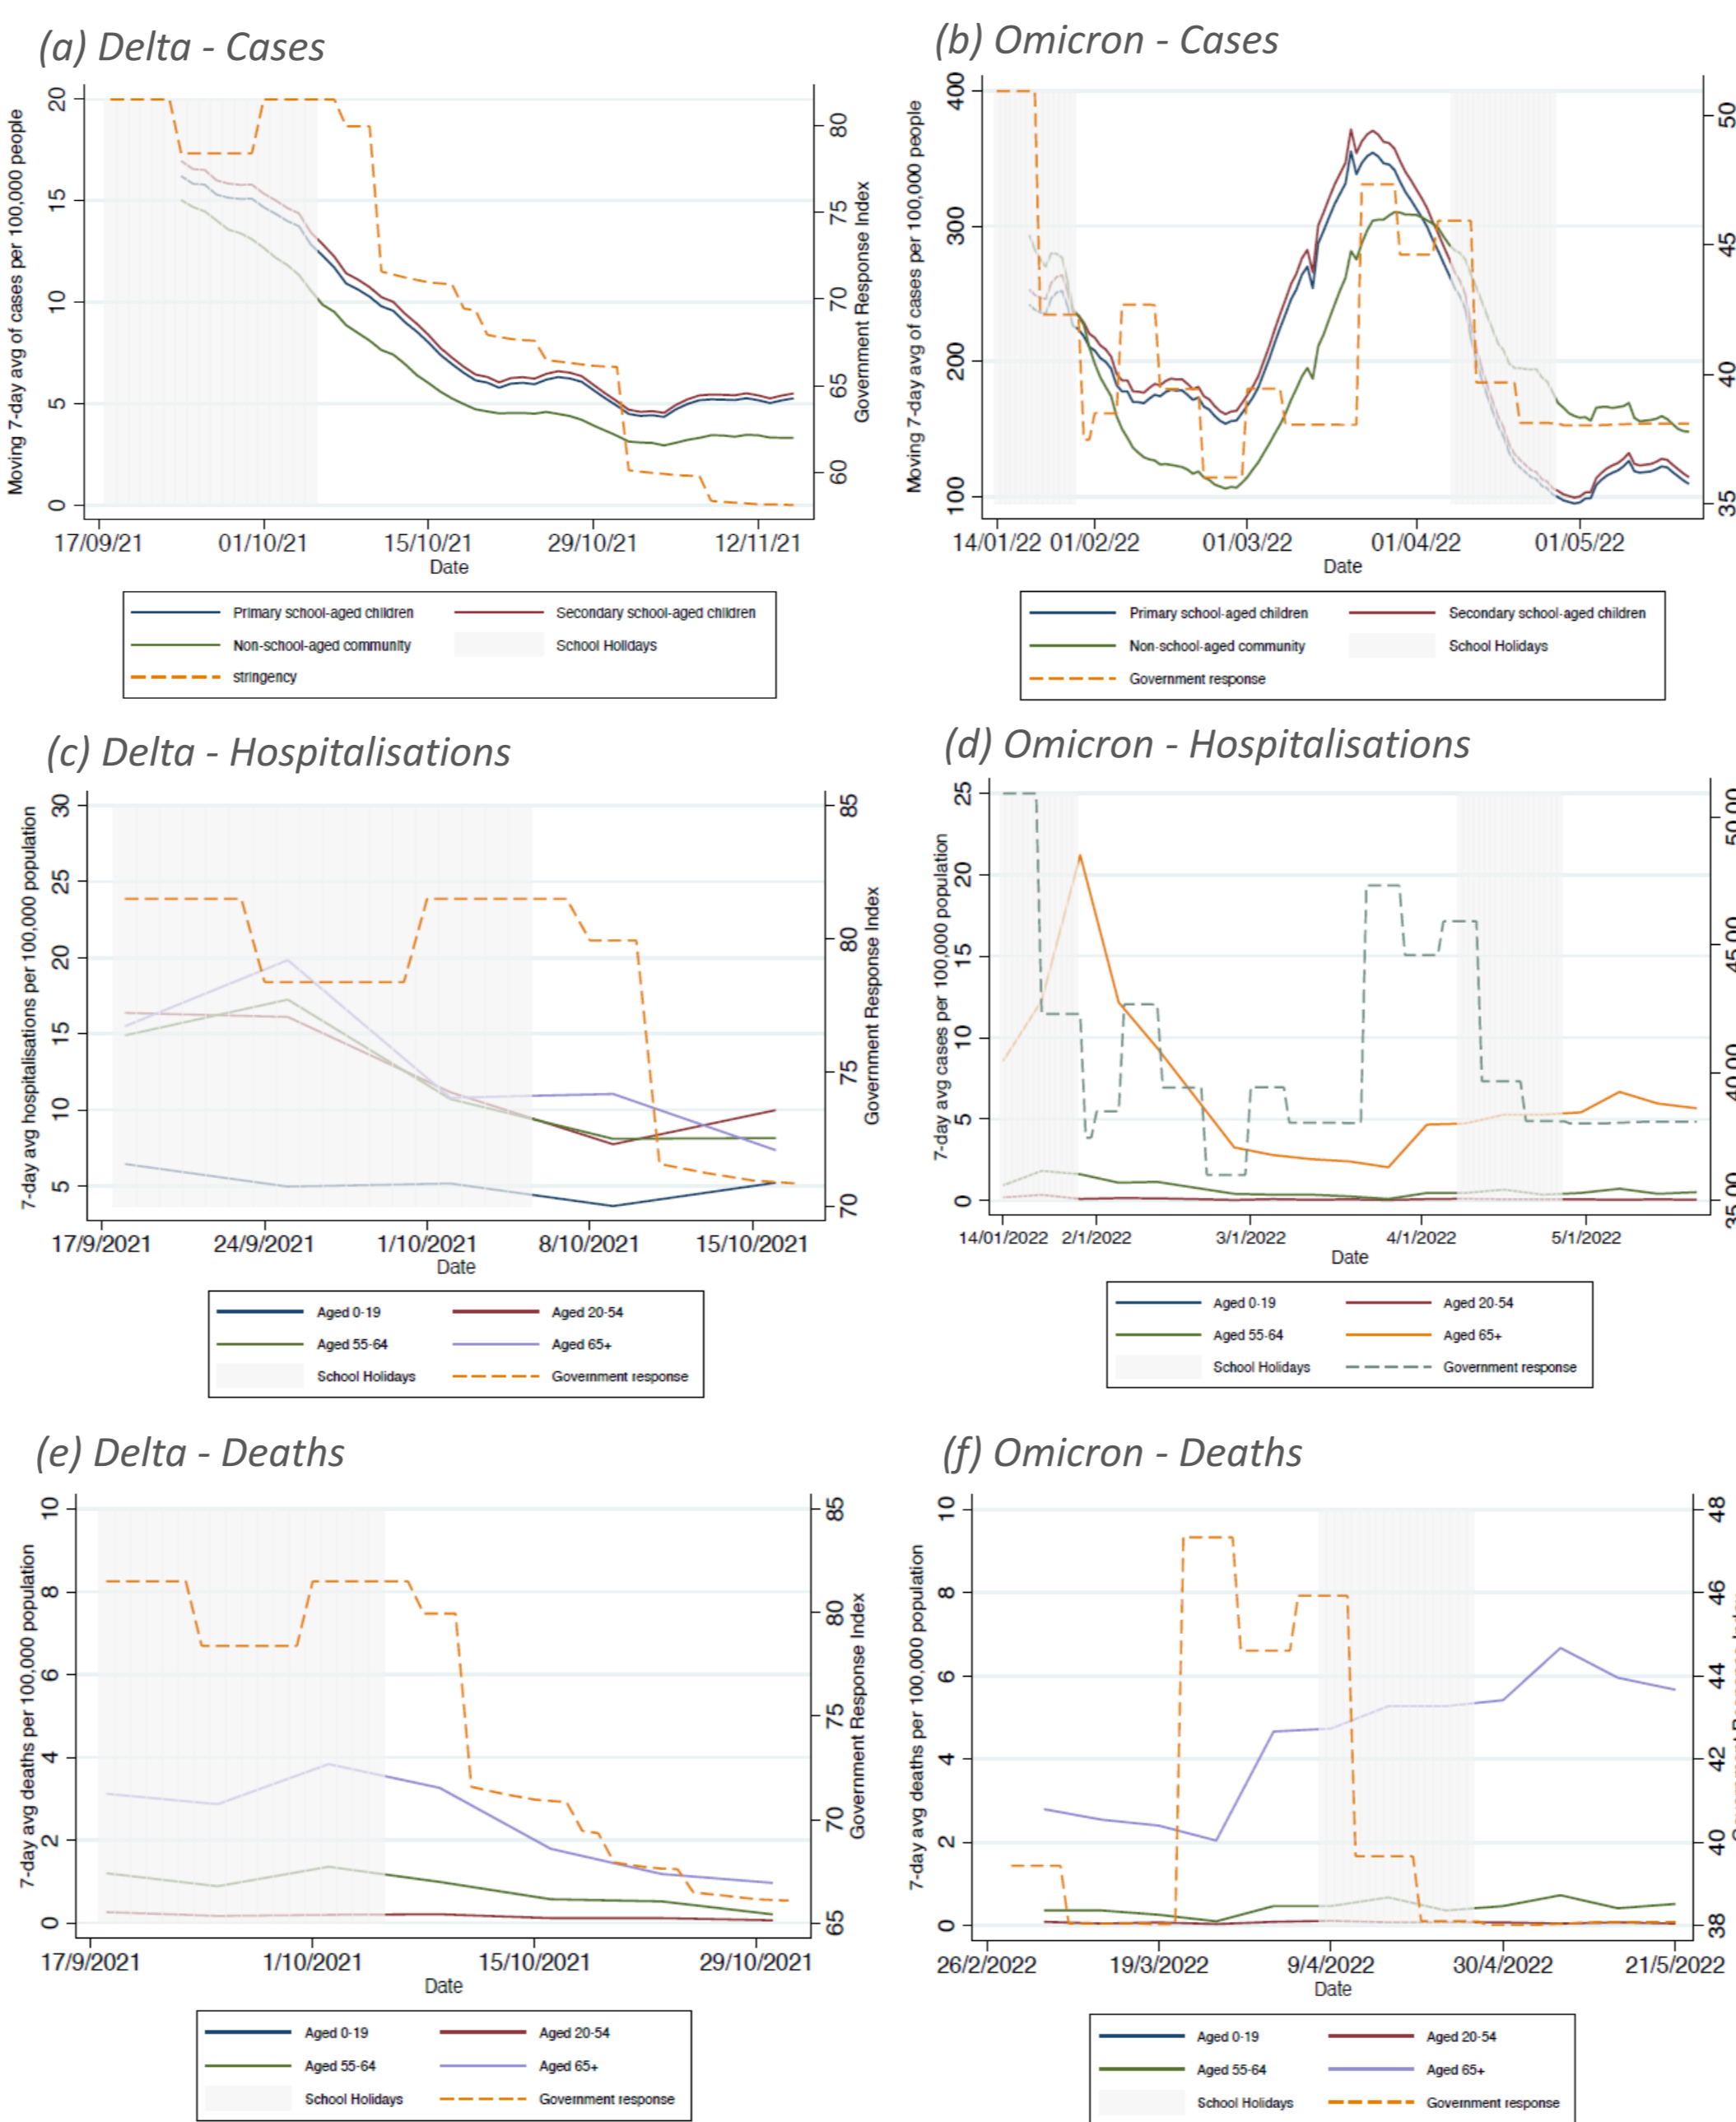 (a) Delta - Cases
Moving 7-day avg of cases per 100,000 people
20
15
10
5
0
80
75
70
65
60
Government Response Index
17/09/21 01/10/21 15/10/21 29/10/21 12/11/21
Date
Primary school-aged children Secondary school-aged children
Non-school-aged community School Holidays
stringency
(b) Omicron - Cases
Moving 7-day avg of cases per 100,000 people
400
300
200
100
50
45
40
35
14/01/22 01/02/22 01/03/22 01/04/22 01/05/22
Date
Primary school-aged children Secondary school-aged children
Non-school-aged community School Holidays
Government response
(c) Delta - Hospitalisations
7-day avg hospitalisations per 100,000 population
30
25
20
15
10
5
85
80
75
70
Government Response Index
17/9/2021 24/9/2021 1/10/2021 8/10/2021 15/10/2021
Date
Aged 0-19 Aged 20-54
Aged 55-64 Aged 65+
School Holidays Government response
(d) Omicron - Hospitalisations
7-day avg cases per 100,000 population
25
20
15
10
5
0
50.00
45.00
40.00
35.00
14/01/2022 2/1/2022 3/1/2022 4/1/2022 5/1/2022
Date
Aged 0-19 Aged 20-54
Aged 55-64 Aged 65+
School Holidays Government response
(e) Delta - Deaths
7-day avg deaths per 100,000 population
10
8
6
4
2
0
85
80
75
70
65
Government Response Index
17/9/2021 1/10/2021 15/10/2021 29/10/2021
Date
Aged 0-19 Aged 20-54
Aged 55-64 Aged 65+
School Holidays Government response
(f) Omicron - Deaths
7-day avg deaths per 100,000 population
10
8
6
4
2
0
48
46
44
42
40
38
26/2/2022 19/3/2022 9/4/2022 30/4/2022 21/5/2022
Date
Aged 0-19 Aged 20-54
Aged 55-64 Aged 65+
School Holidays Government response